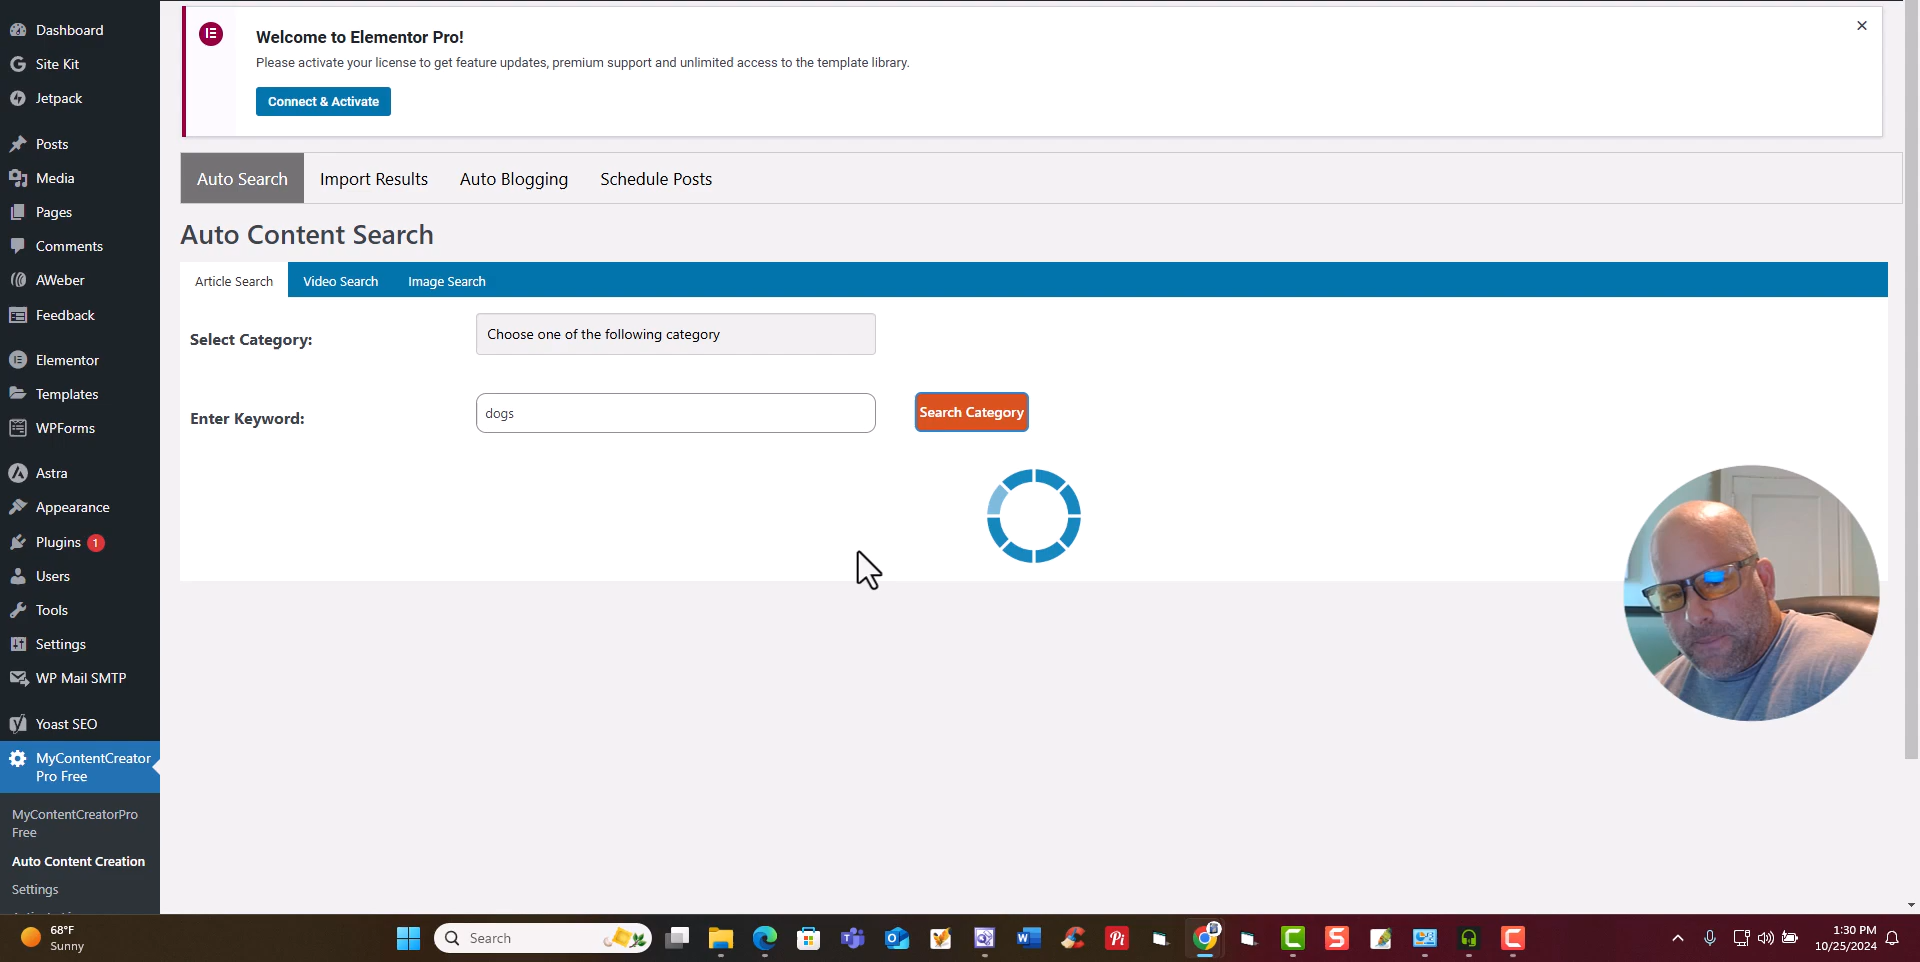 Dashboard
Site Kit
Jetpack
Posts
Media
Pages
Comments
AWeber
Feedback
Elementor
Templates
WPForms
Astra
Appearance
Plugins 1
Users
Tools
Settings
WP Mail SMTP
Yoast SEO
MyContentCreator
Pro Free
MyContentCreatorPro
Free
Auto Content Creation
Settings
Welcome to Elementor Pro!
Please activate your license to get feature updates, premium support and unlimited access to the template library.
Connect & Activate
Auto Search Import Results Auto Blogging Schedule Posts
Auto Content Search
Article Search Video Search Image Search
Select Category: Choose one of the following category
Enter Keyword: dogs Search Category
68°F
Sunny
Search
Pi
1:30 PM
10/25/2024